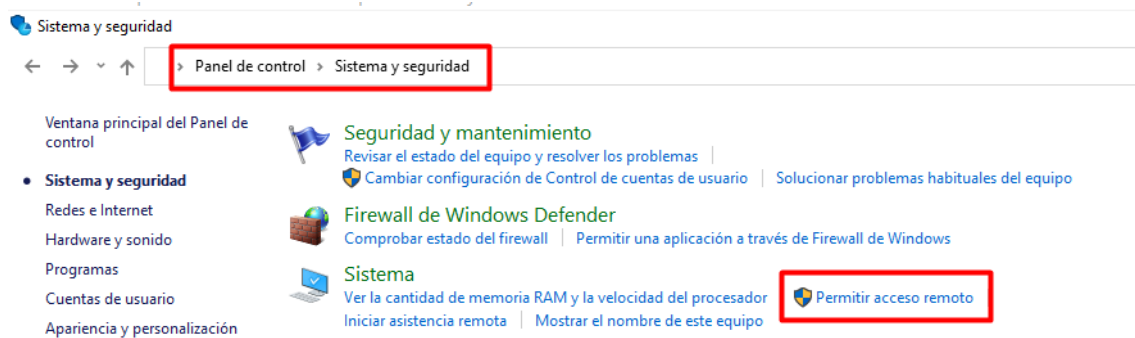 Sistema y seguridad
Panel de control > Sistema y seguridad
Ventana principal del Panel de
control
Sistema y seguridad
Redes e Internet
Hardware y sonido
Programas
Cuentas de usuario
Apariencia y personalización
Seguridad y mantenimiento
Revisar el estado del equipo y resolver los problemas
Cambiar configuración de Control de cuentas de usuario | Solucionar problemas habituales del equipo
Firewall de Windows Defender
Comprobar estado del firewall | Permitir una aplicación a través de Firewall de Windows
Sistema
Ver la cantidad de memoria RAM y la velocidad del procesador Permitir acceso remoto
Iniciar asistencia remota | Mostrar el nombre de este equipo